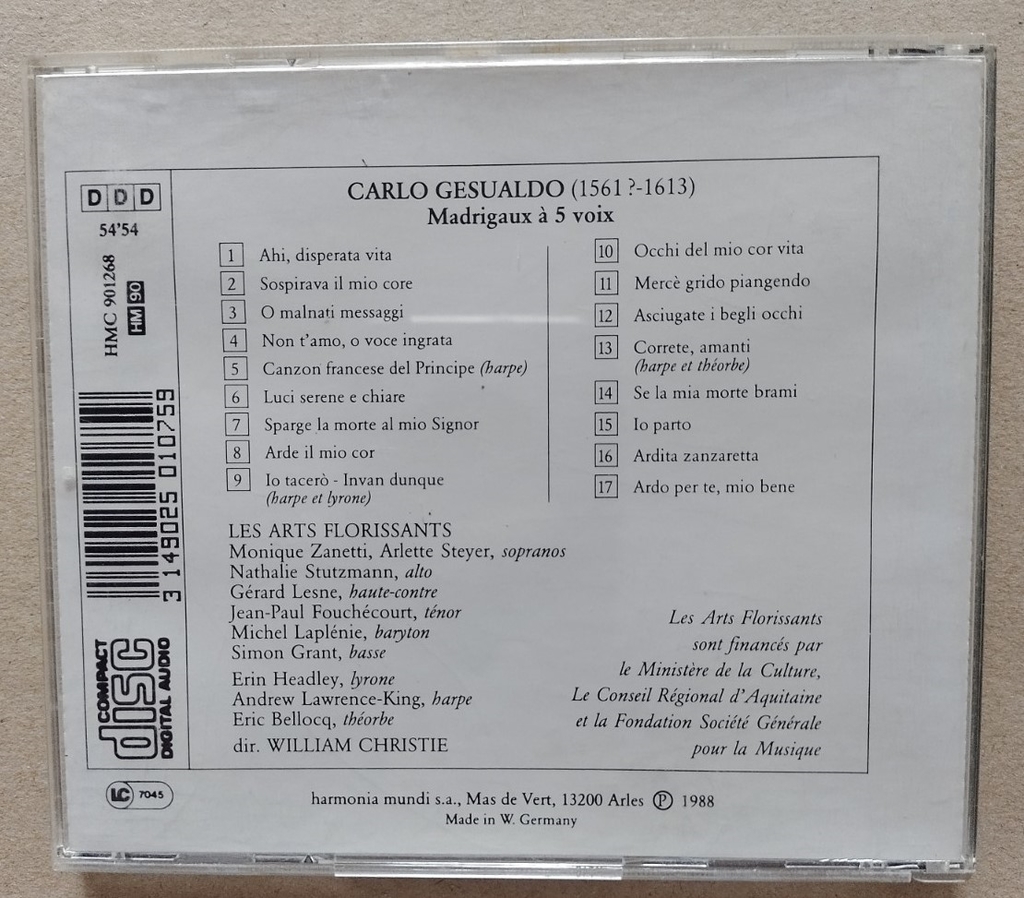 DDD
54'54
HMC 901268
HM 90
3 149025 010759
COMPACT
disc
DIGITAL AUDIO
CARLO GESUALDO (1561 ?-1613)
Madrigaux à 5 voix
1 Ahi, disperata vita
2 Sospirava il mio core
3 O malnati messaggi
4 Non t'amo, o voce ingrata
5 Canzon francese del Principe (harpe)
6 Luci serene e chiare
7 Sparge la morte al mio Signor
8 Arde il mio cor
9 Io tacerò - Invan dunque
(harpe et lyrone)
10 Occhi del mio cor vita
11 Mercè grido piangendo
12 Asciugate i begli occhi
13 Correte, amanti
(harpe et théorbe)
14 Se la mia morte brami
15 Io parto
16 Ardita zanzaretta
17 Ardo per te, mio bene
LES ARTS FLORISSANTS
Monique Zanetti, Arlette Steyer, sopranos
Nathalie Stutzmann, alto
Gérard Lesne, haute-contre
Jean-Paul Fouchécourt, ténor
Michel Laplénie, baryton
Simon Grant, basse
Erin Headley, lyrone
Andrew Lawrence-King, harpe
Eric Bellocq, théorbe
dir. WILLIAM CHRISTIE
Les Arts Florissants
sont financés par
le Ministère de la Culture,
Le Conseil Régional d'Aquitaine
et la Fondation Société Générale
pour la Musique
LC 7045
harmonia mundi s.a., Mas de Vert, 13200 Arles Ⓟ 1988
Made in W. Germany